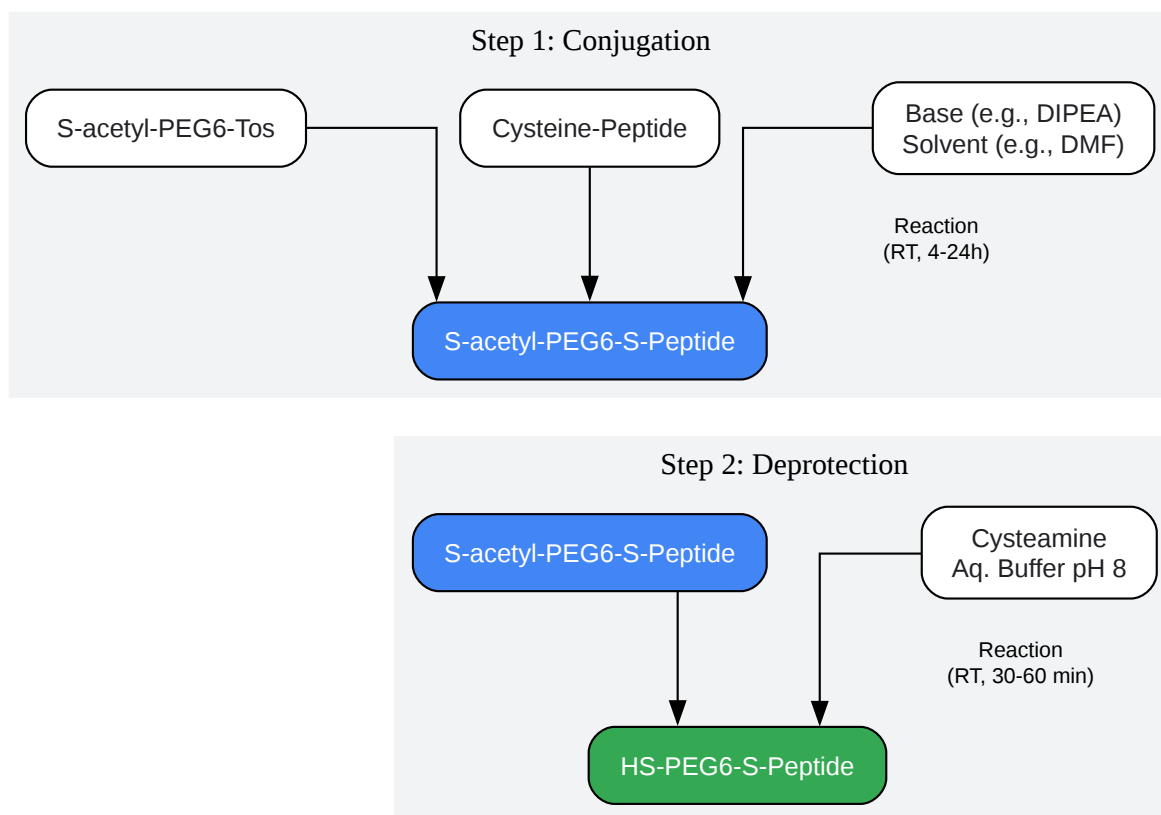 Step 1: Conjugation
S-acetyl-PEG6-Tos
Cysteine-Peptide
Base (e.g., DIPEA)
Solvent (e.g., DMF)
Reaction
(RT, 4-24h)
S-acetyl-PEG6-S-Peptide
Step 2: Deprotection
S-acetyl-PEG6-S-Peptide
Cysteamine
Aq. Buffer pH 8
Reaction
(RT, 30-60 min)
HS-PEG6-S-Peptide